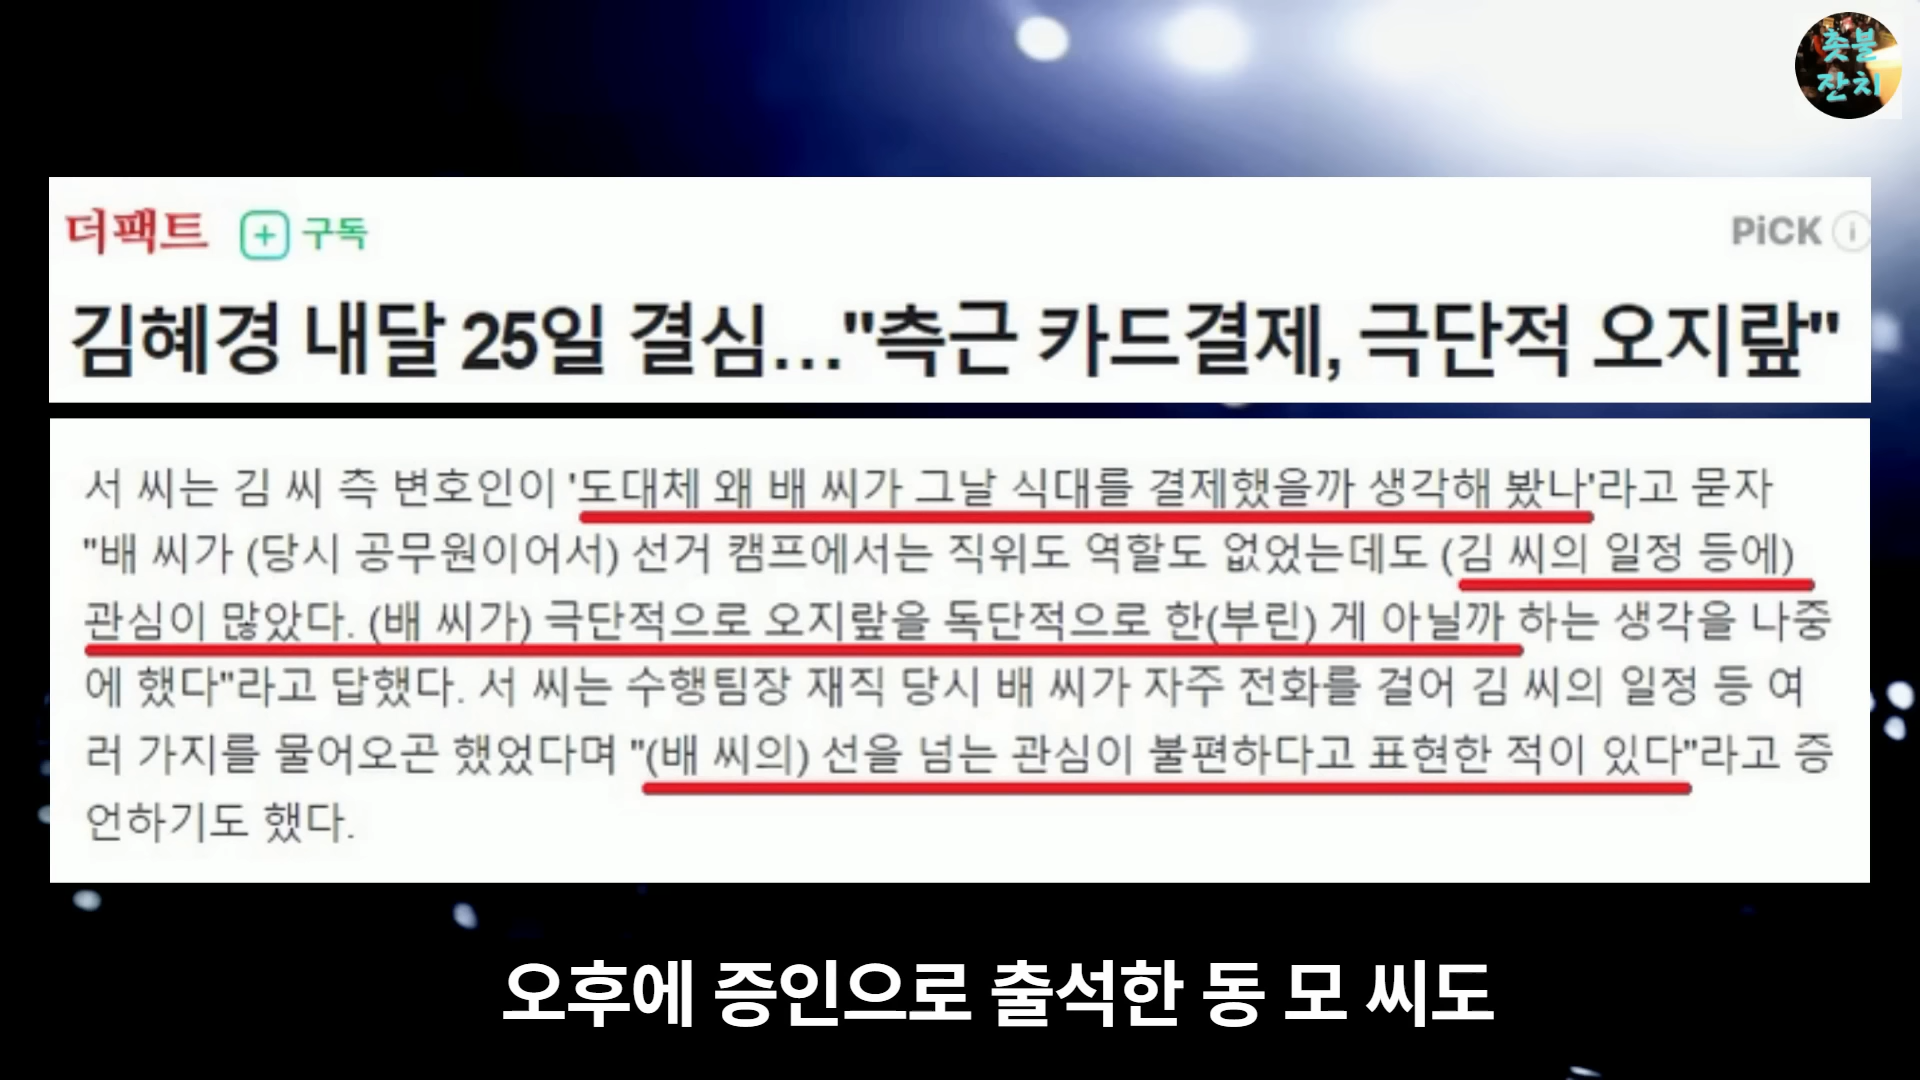 촛불
잔치
더팩트 + 구독
PiCK i
김혜경 내달 25일 결심…"측근 카드결제, 극단적 오지랖"
서 씨는 김 씨 측 변호인이 '도대체 왜 배 씨가 그날 식대를 결제했을까 생각해 봤나'라고 묻자
"배 씨가 (당시 공무원이어서) 선거 캠프에서는 직위도 역할도 없었는데도 (김 씨의 일정 등에)
관심이 많았다. (배 씨가) 극단적으로 오지랖을 독단적으로 한(부린) 게 아닐까 하는 생각을 나중
에 했다"라고 답했다. 서 씨는 수행팀장 재직 당시 배 씨가 자주 전화를 걸어 김 씨의 일정 등 여
러 가지를 물어오곤 했었다며 "(배 씨의) 선을 넘는 관심이 불편하다고 표현한 적이 있다"라고 증
언하기도 했다.
오후에 증인으로 출석한 동 모 씨도